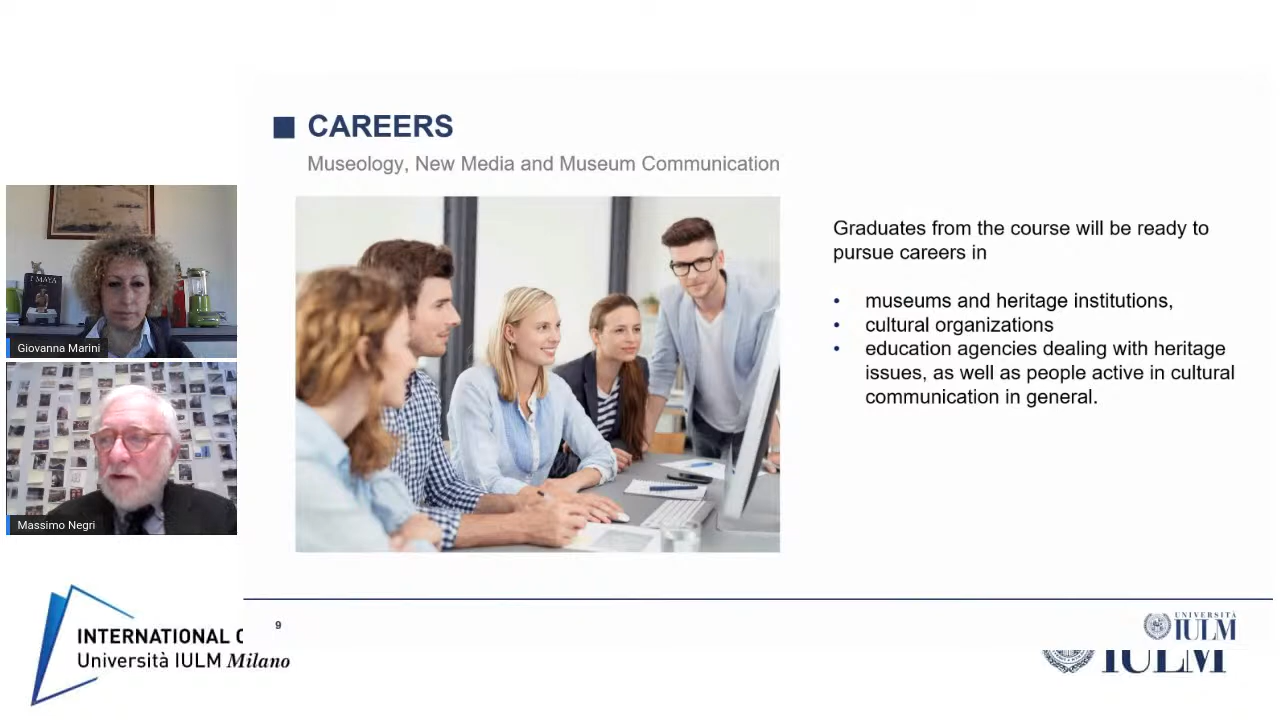 CAREERS
Museology, New Media and Museum Communication
Graduates from the course will be ready to
pursue careers in
• museums and heritage institutions,
• cultural organizations
• education agencies dealing with heritage
issues, as well as people active in cultural
communication in general.
I MAYA
Giovanna Marini
Massimo Negri
INTERNATIONAL C
Università IULM Milano
9
UNIVERSITÀ
IULM
IULM